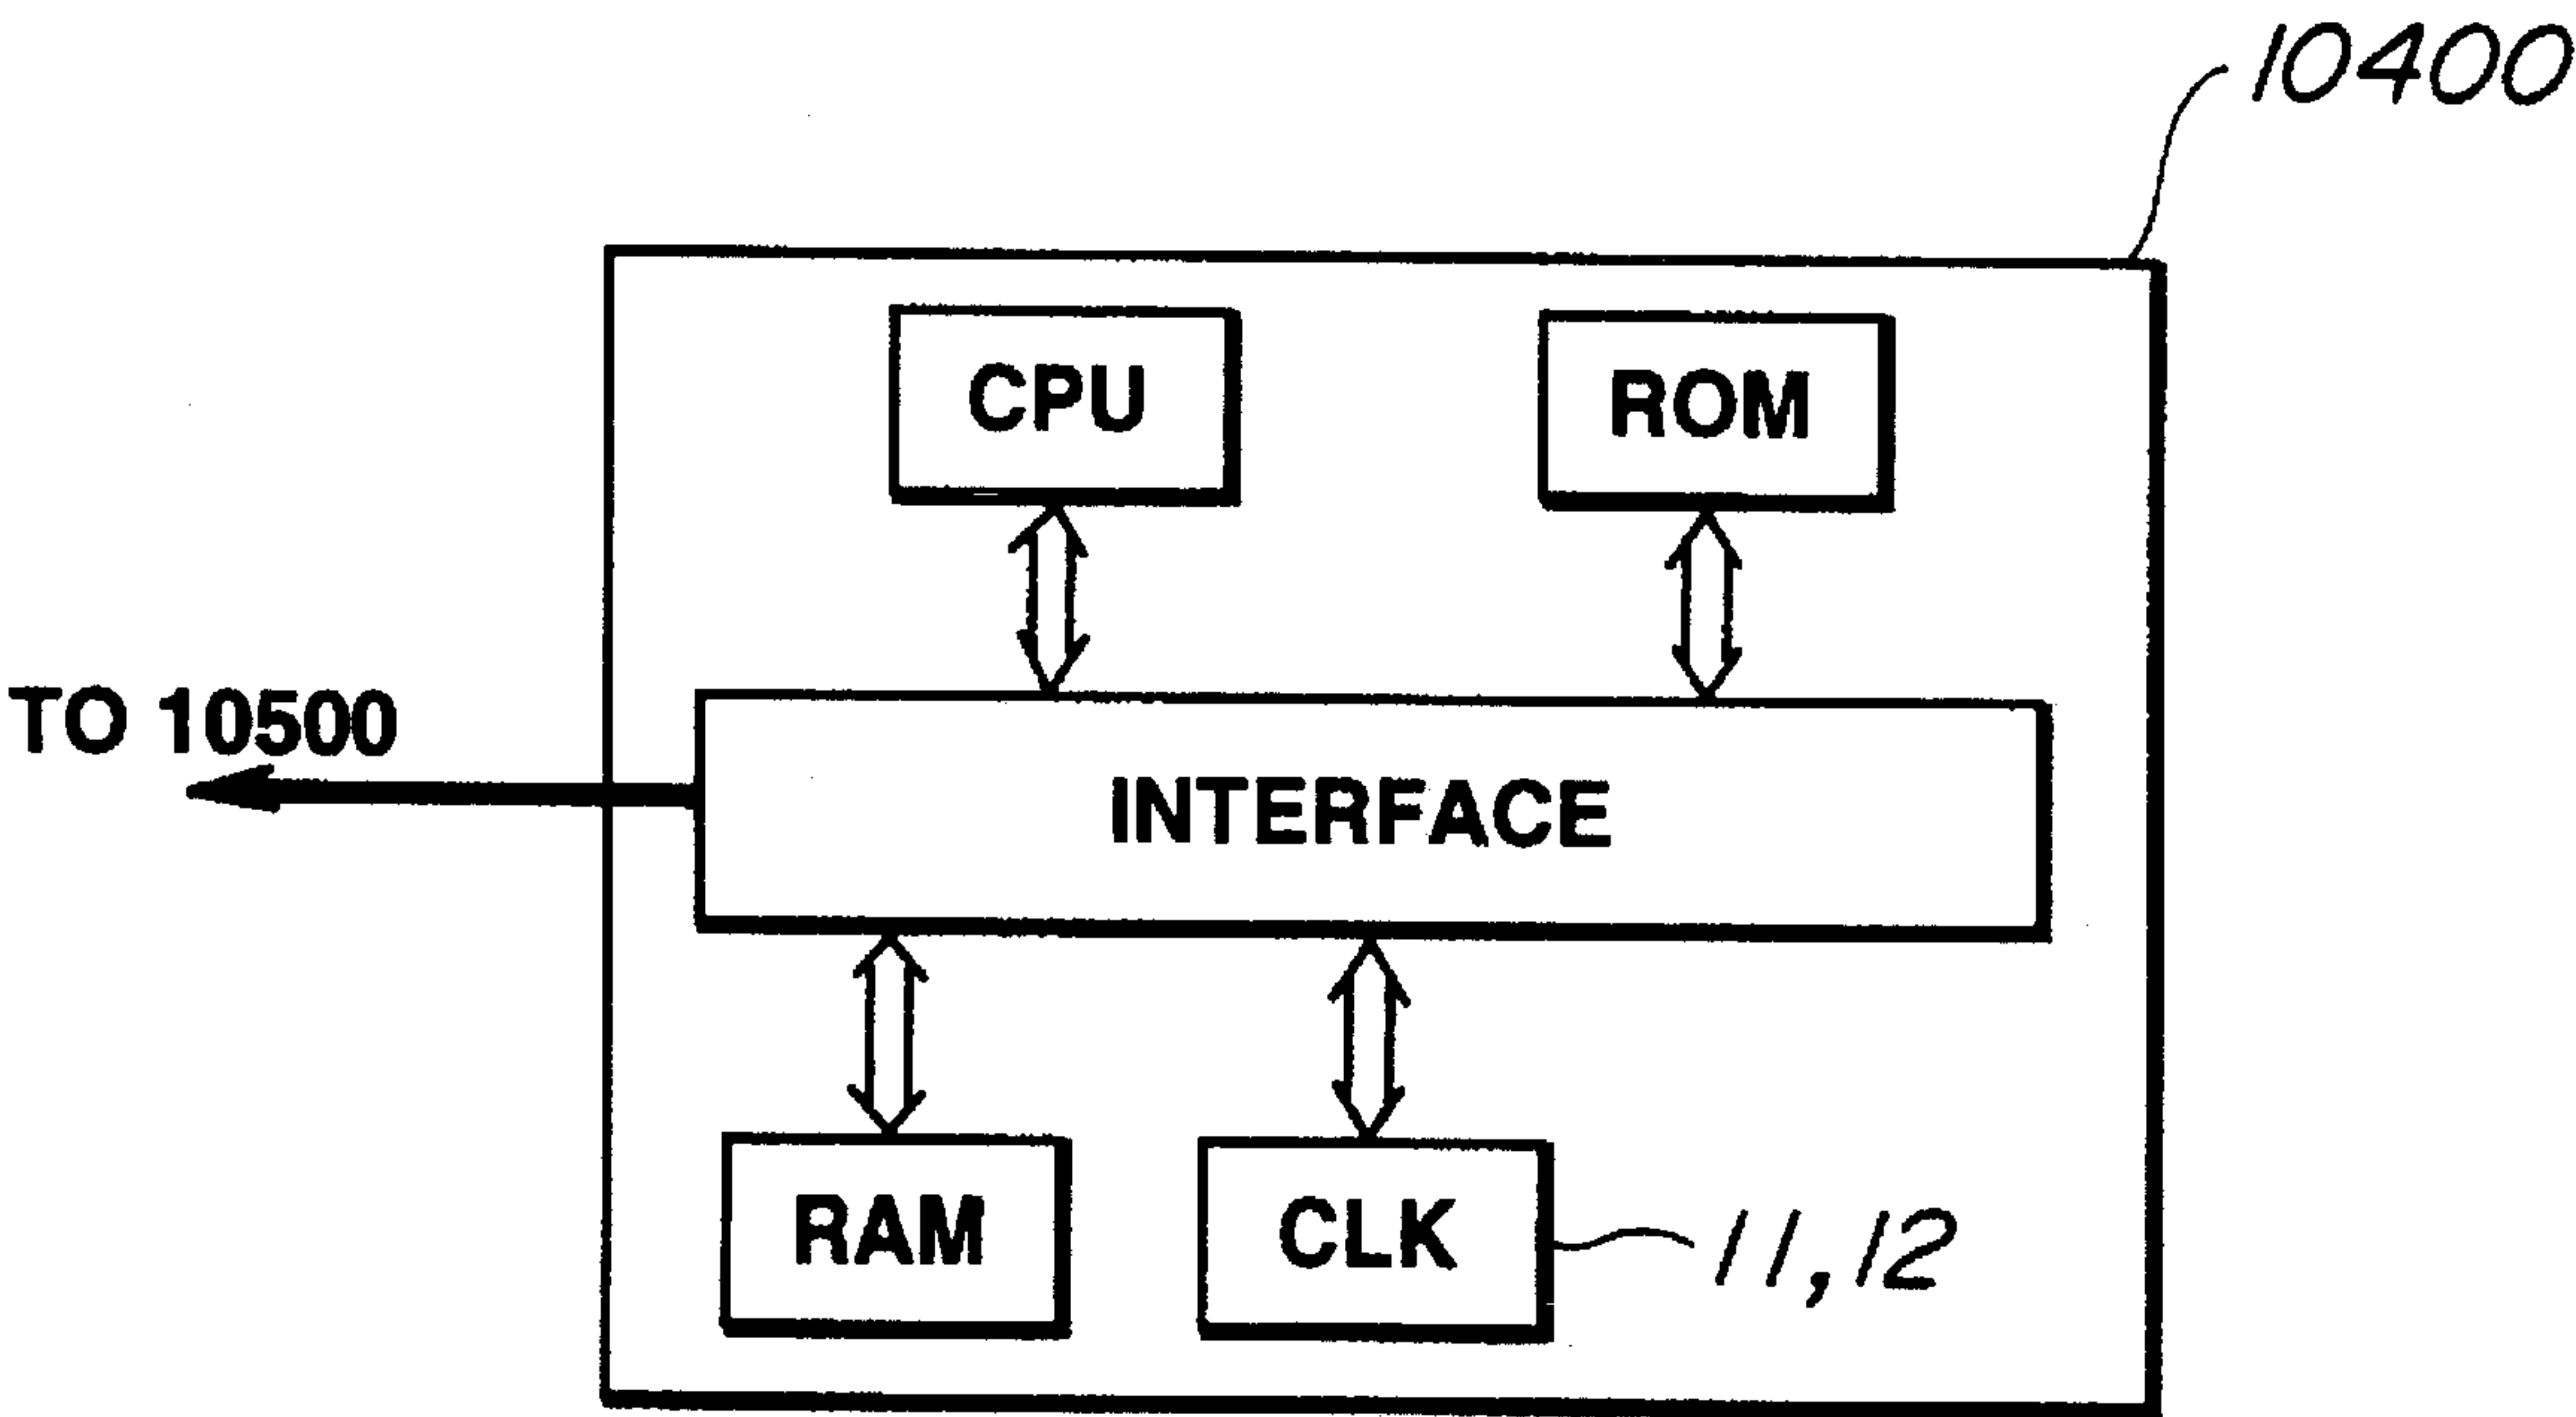 10400
CPU
ROM
TO 10500
INTERFACE
RAM
CLK
11, 12